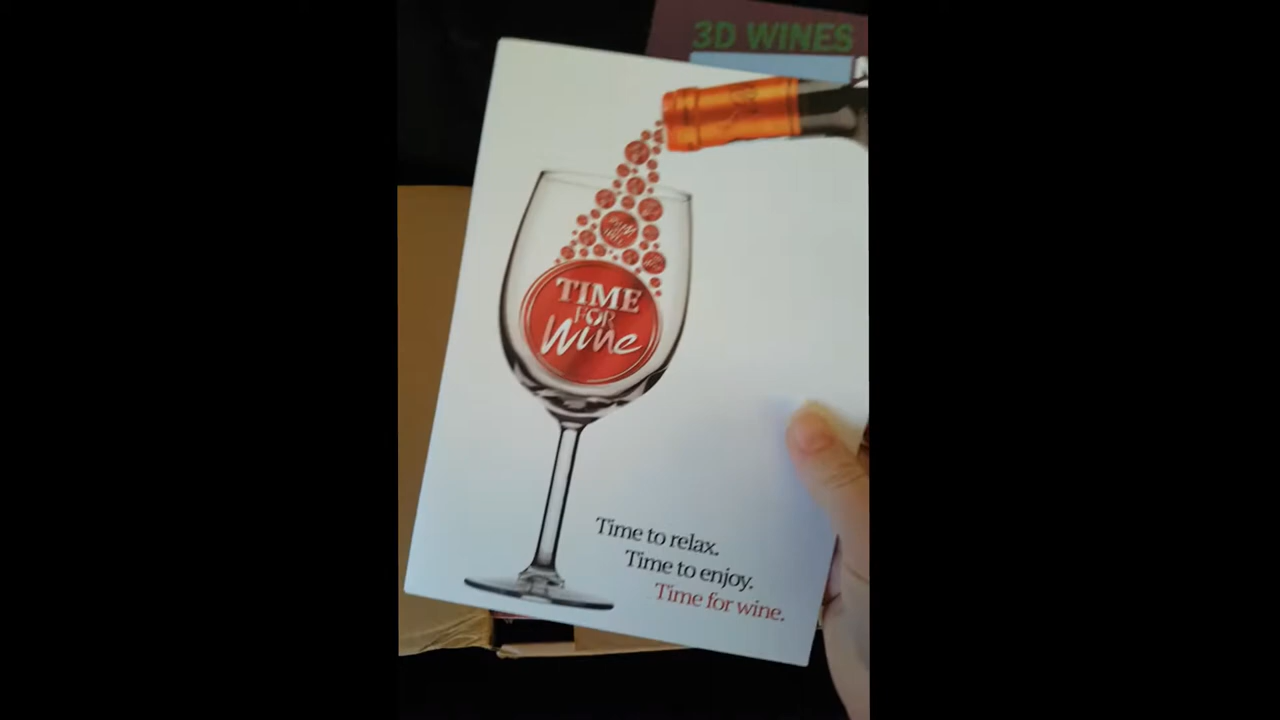 3D WINES
TIME
FOR
Wine
Time to relax.
Time to enjoy.
Time for wine.